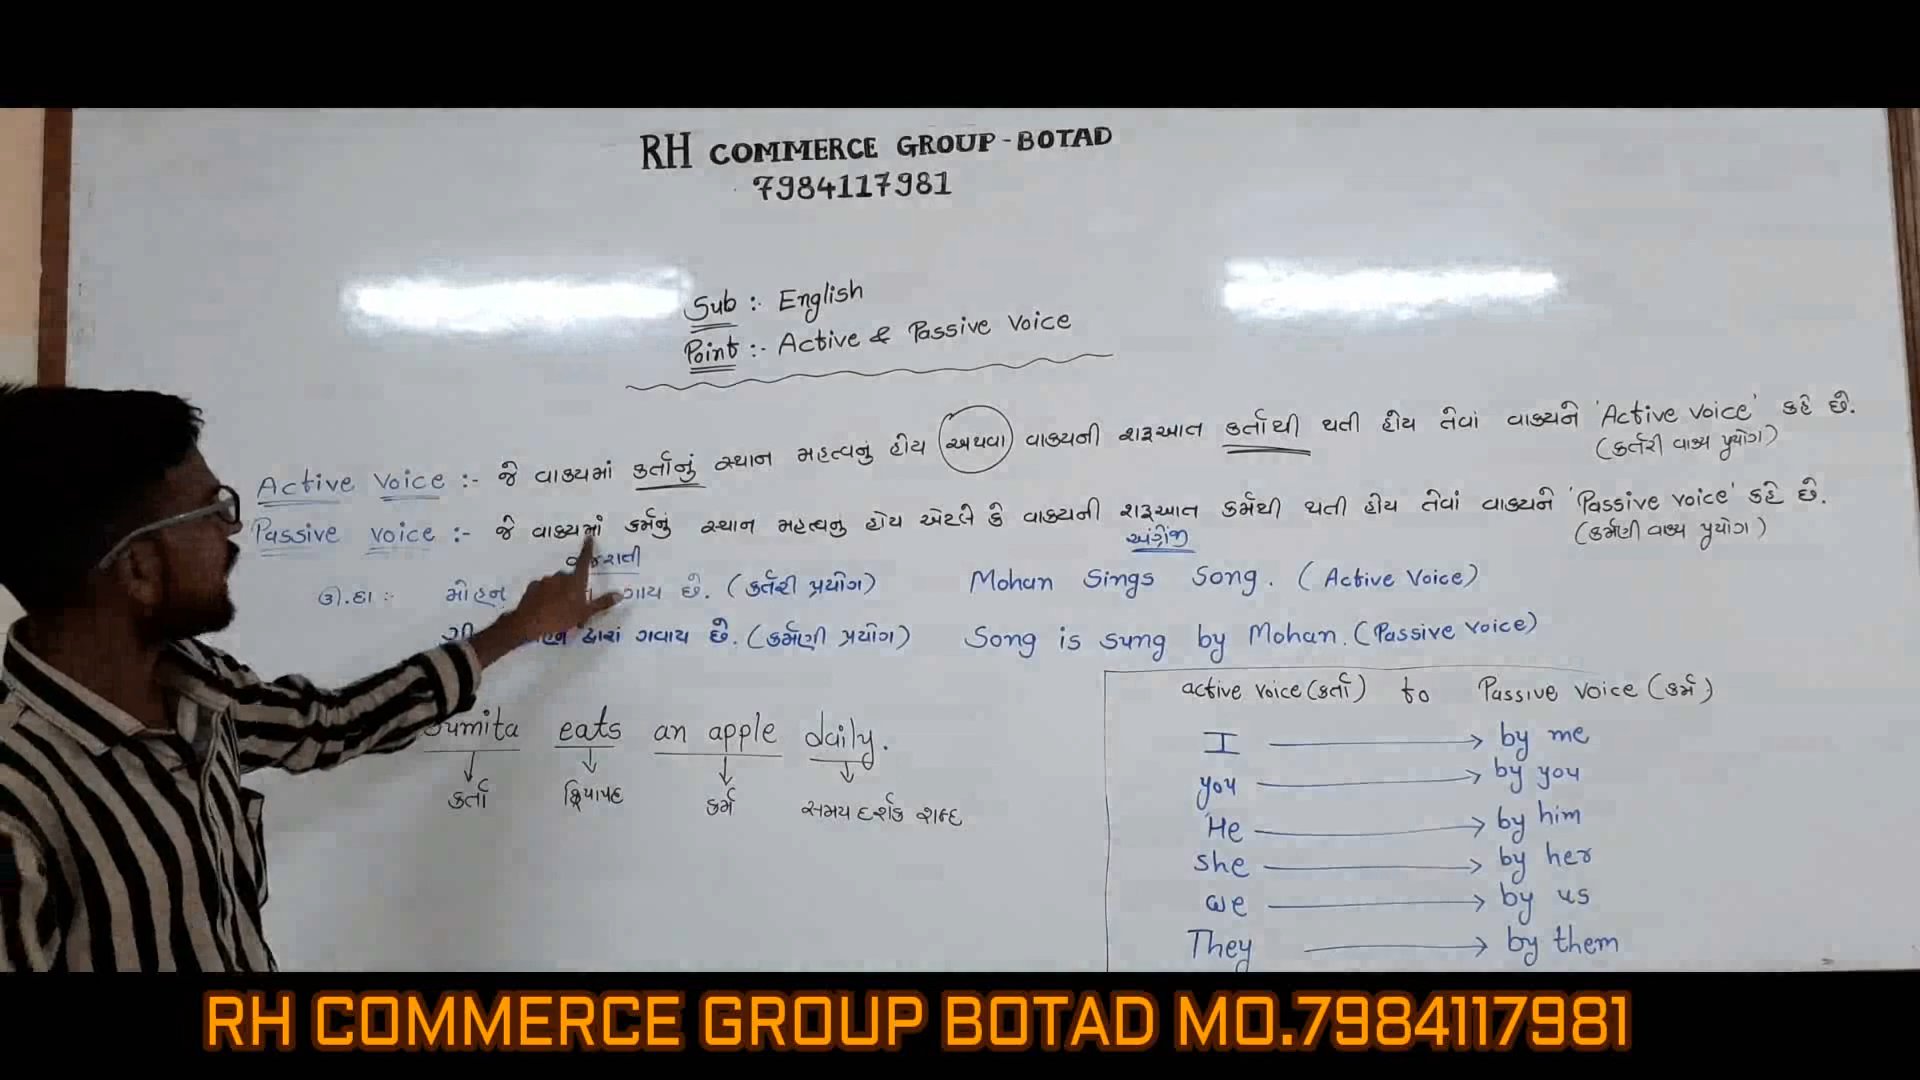 RH COMMERCE GROUP - BOTAD
7984117981
Sub :- English
Point :- Active & Passive Voice
Active Voice :- જે વાક્યમાં કર્તાનું સ્થાન મહત્વનું હોય અથવા વાક્યની શરૂઆત કર્તાથી થતી હોય તેવાં વાક્યને 'Active Voice' કહે છે.
(કર્તરી વાક્ય પ્રયોગ)
Passive voice :- જે વાક્યમાં કર્મનું સ્થાન મહત્વનુ હોય એટલે કે વાક્યની શરૂઆત કર્મથી થતી હોય તેવાં વાક્યને 'Passive voice' કહે છે.
(કર્મણી વાક્ય પ્રયોગ)
અંગ્રેજી
ઉ.દા :- મોહન ગાય છે. (કર્તરી પ્રયોગ) Mohan Sings Song. (Active Voice)
દ્વારા ગવાય છે. (કર્મણી પ્રયોગ) Song is sung by Mohan. (Passive Voice)
eats an apple daily.
કર્તા ક્રિયાપદ કર્મ સમય દર્શક શબ્દ
active voice (કર્તા) to Passive voice (કર્મ)
I by me
you by you
He by him
she by her
we by us
They by them
RH COMMERCE GROUP BOTAD MO.7984117981